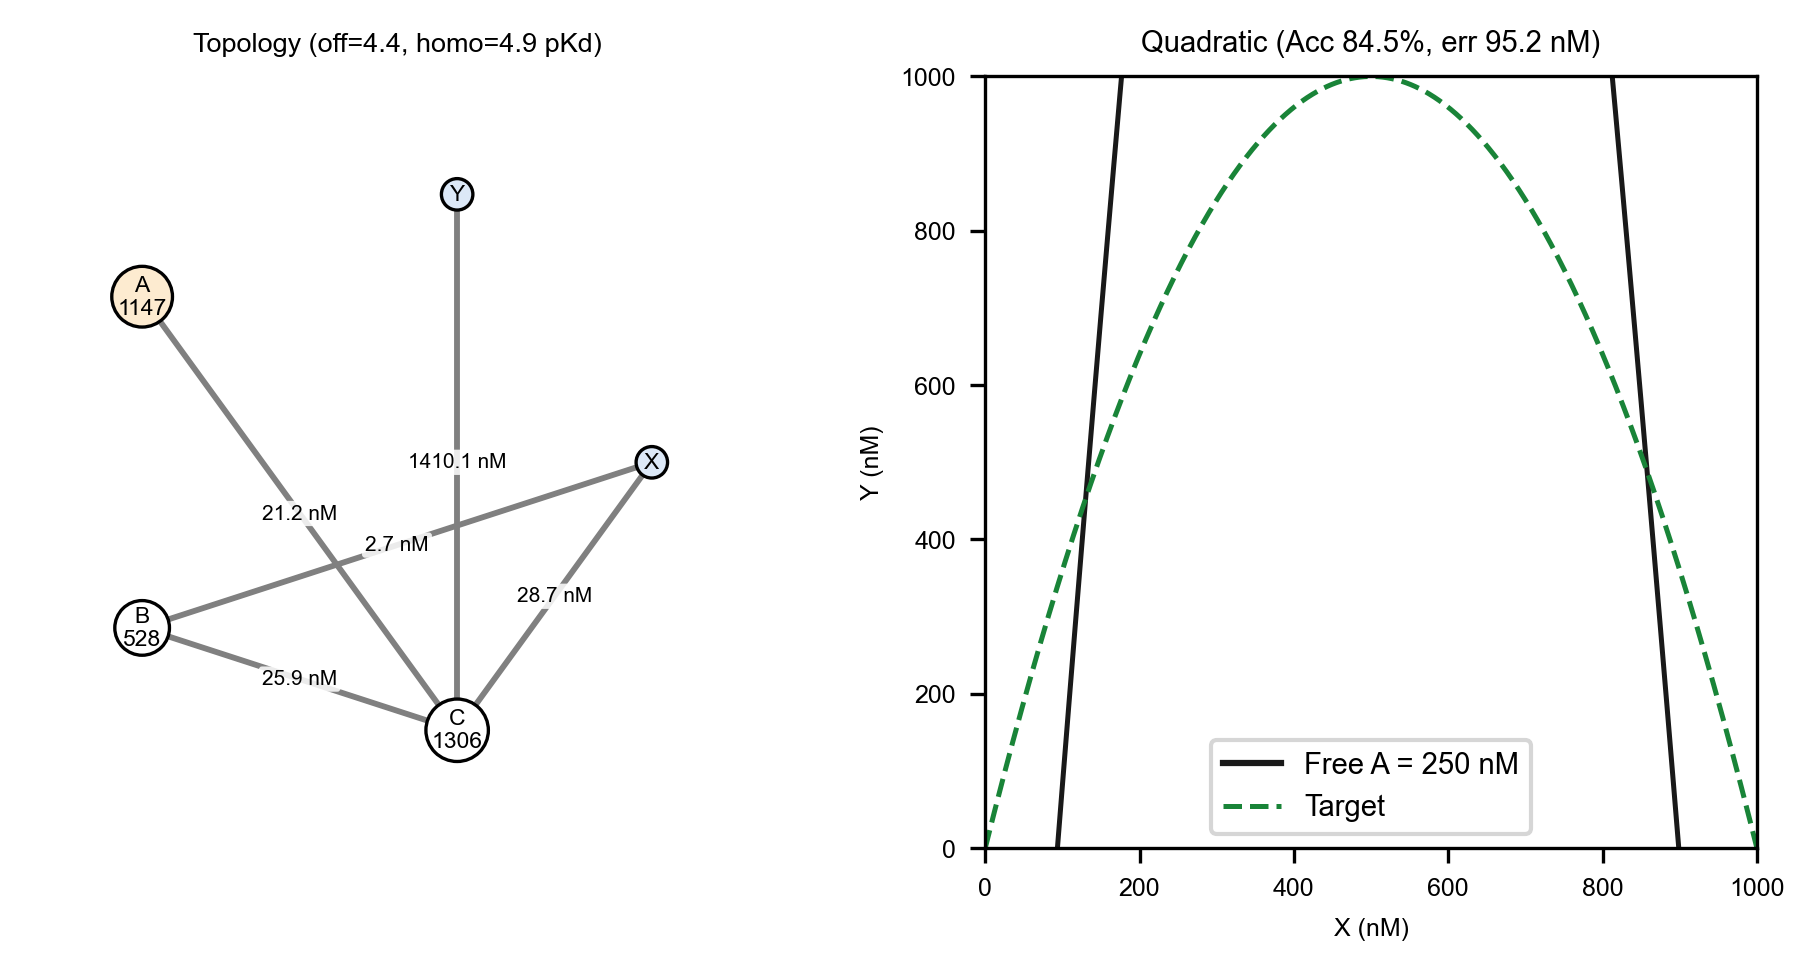 Topology (off=4.4, homo=4.9 pKd)
Y
A
1147
1410.1 nM
X
21.2 nM
2.7 nM
28.7 nM
B
528
25.9 nM
C
1306
Quadratic (Acc 84.5%, err 95.2 nM)
1000
800
600
400
200
0
Y (nM)
Free A = 250 nM
Target
0
200
400
600
800
1000
X (nM)